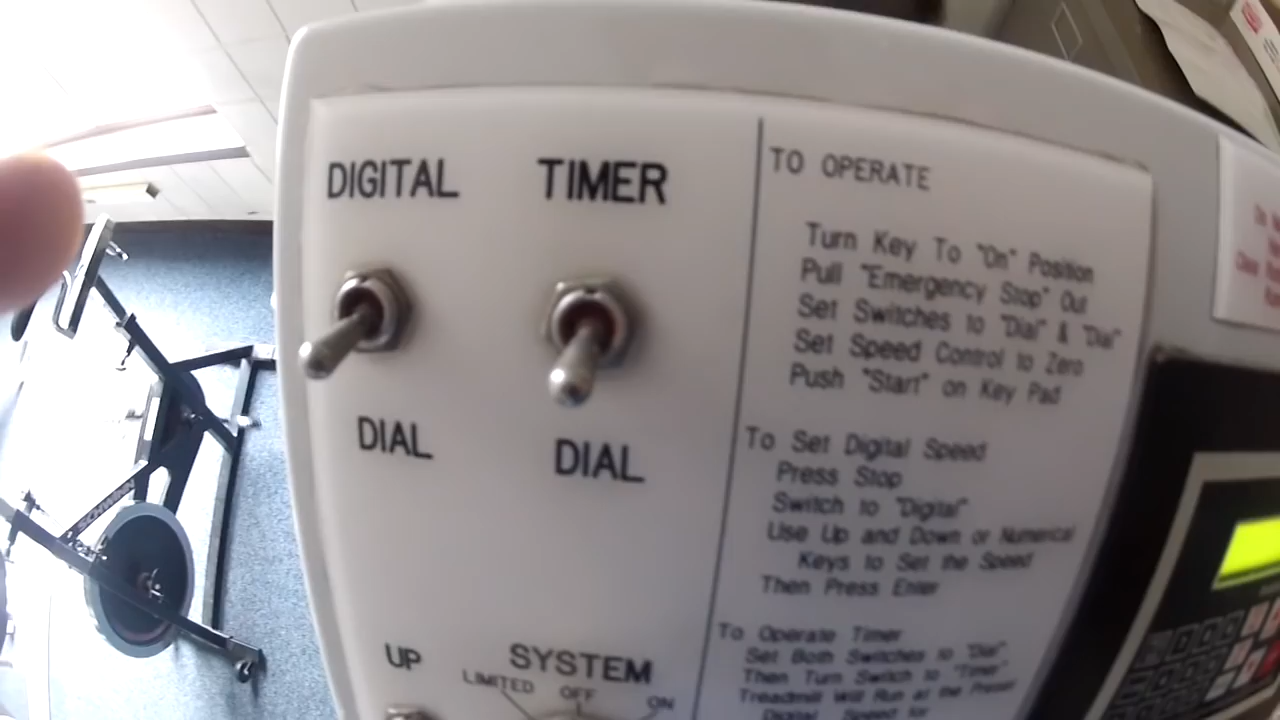 DIGITAL TIMER
DIAL DIAL
UP SYSTEM
LIMITED OFF ON
TO OPERATE
Turn Key To "On" Position
Pull "Emergency Stop" Out
Set Switches to "Dial" & "Dial"
Set Speed Control to Zero
Push "Start" on Key Pad
To Set Digital Speed
Press Stop
Switch to "Digital"
Use Up and Down or Numerical
Keys to Set the Speed
Then Press Enter
To Operate Timer
Set Both Switches to "Dial"
Then Turn Switch to "Timer"
Treadmill Will Run at the Preset
Digital Speed for
SCHWINN